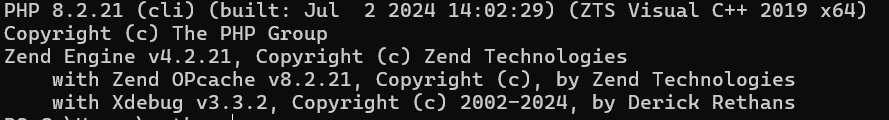 PHP 8.2.21 (cli) (built: Jul  2 2024 14:02:29) (ZTS Visual C++ 2019 x64)
Copyright (c) The PHP Group
Zend Engine v4.2.21, Copyright (c) Zend Technologies
    with Zend OPcache v8.2.21, Copyright (c), by Zend Technologies
    with Xdebug v3.3.2, Copyright (c) 2002-2024, by Derick Rethans